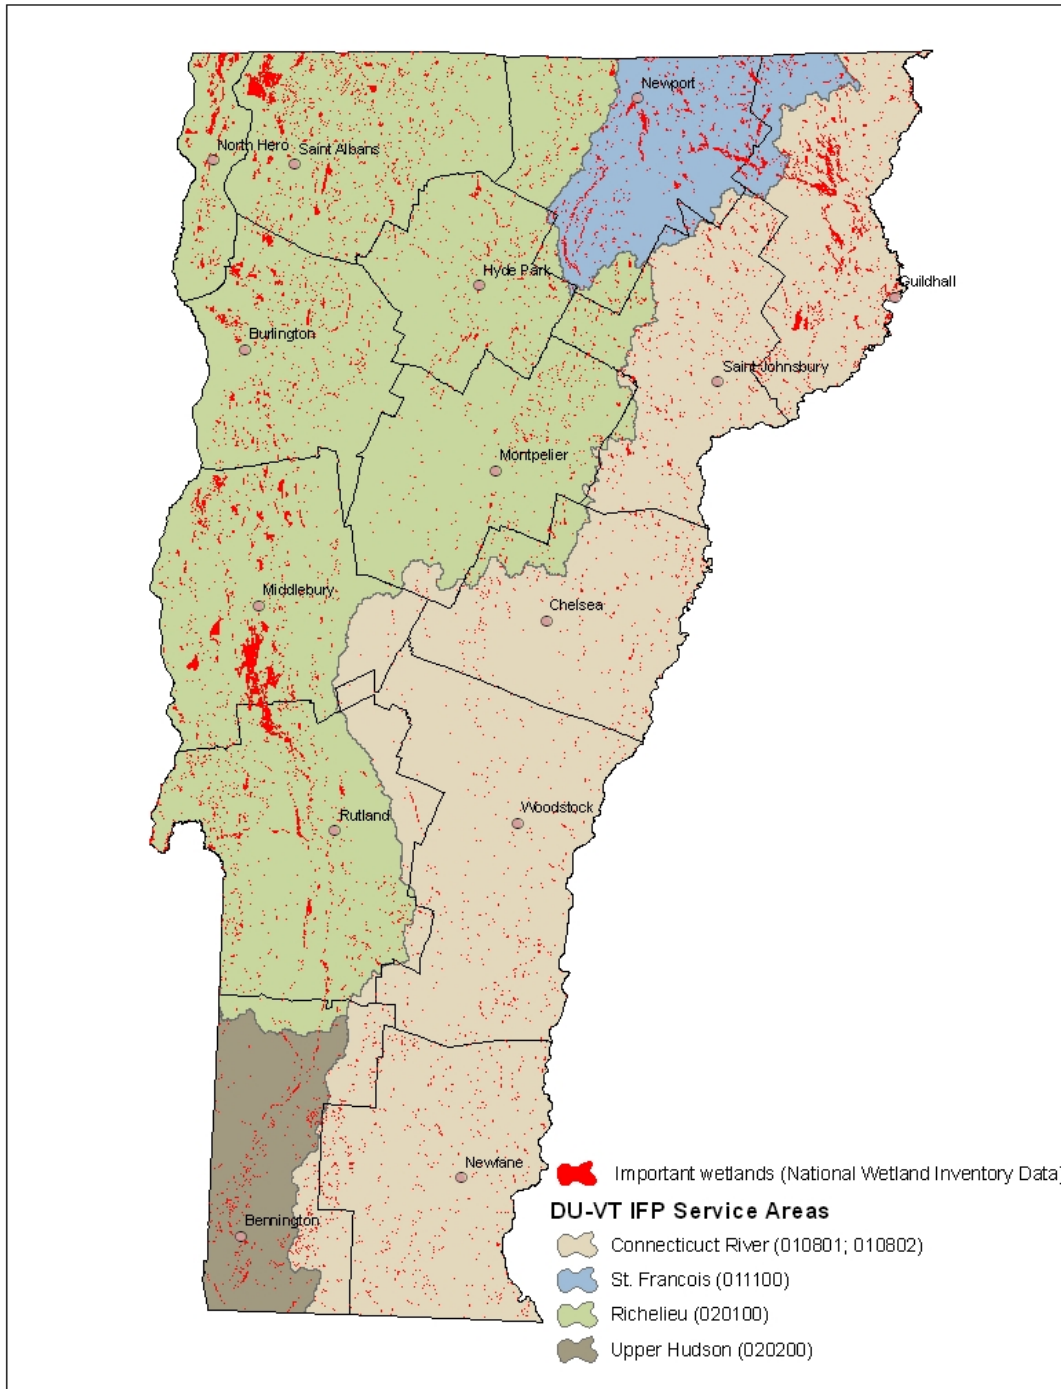 Newport
North Hero
Saint Albans
Hyde Park
Guildhall
Burlington
Saint Johnsbury
Montpelier
Middlebury
Chelsea
Woodstock
Rutland
Newfane
Bennington
Important wetlands (National Wetland Inventory Data)
DU-VT IFP Service Areas
Connecticuct River (010801; 010802)
St. Francois (011100)
Richelieu (020100)
Upper Hudson (020200)